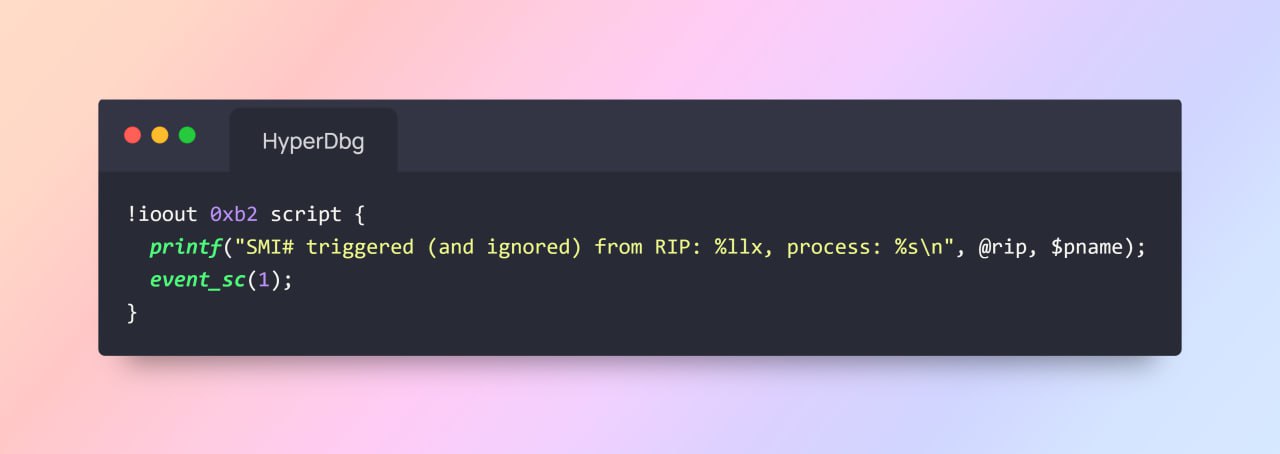 HyperDbg
!ioout 0xb2 script {
  printf("SMI# triggered (and ignored) from RIP: %llx, process: %s\n", @rip, $pname);
  event_sc(1);
}